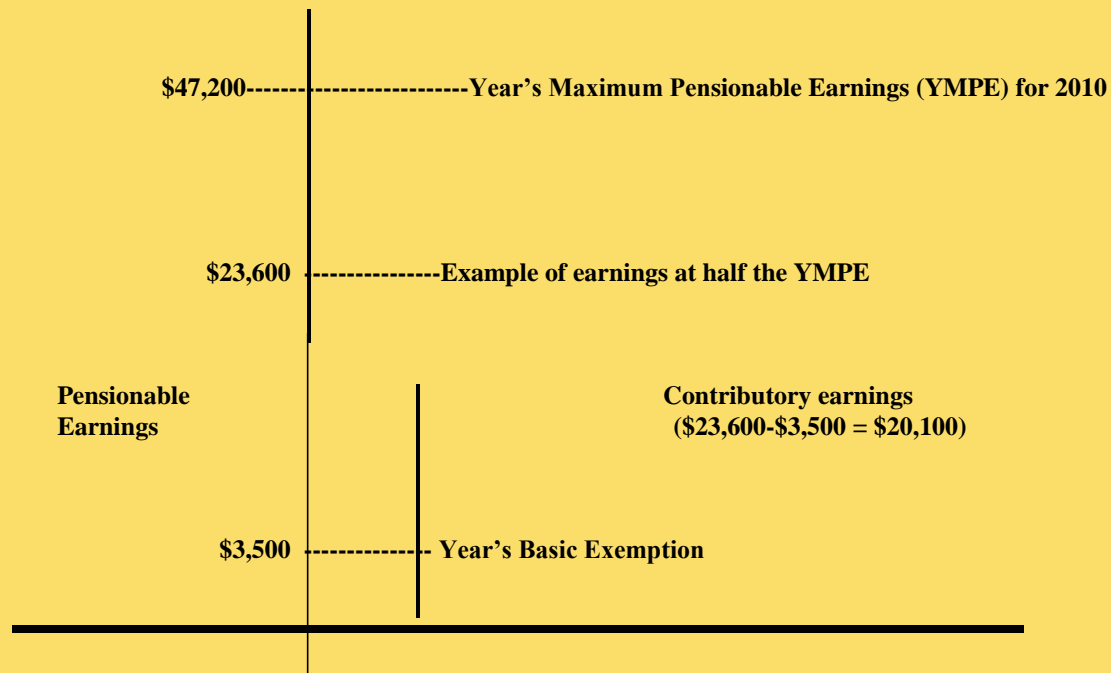 $47,200--------------------------Year’s Maximum Pensionable Earnings (YMPE) for 2010
$23,600 ----------------Example of earnings at half the YMPE
Pensionable
Earnings
Contributory earnings
($23,600-$3,500 = $20,100)
$3,500 --------------- Year’s Basic Exemption